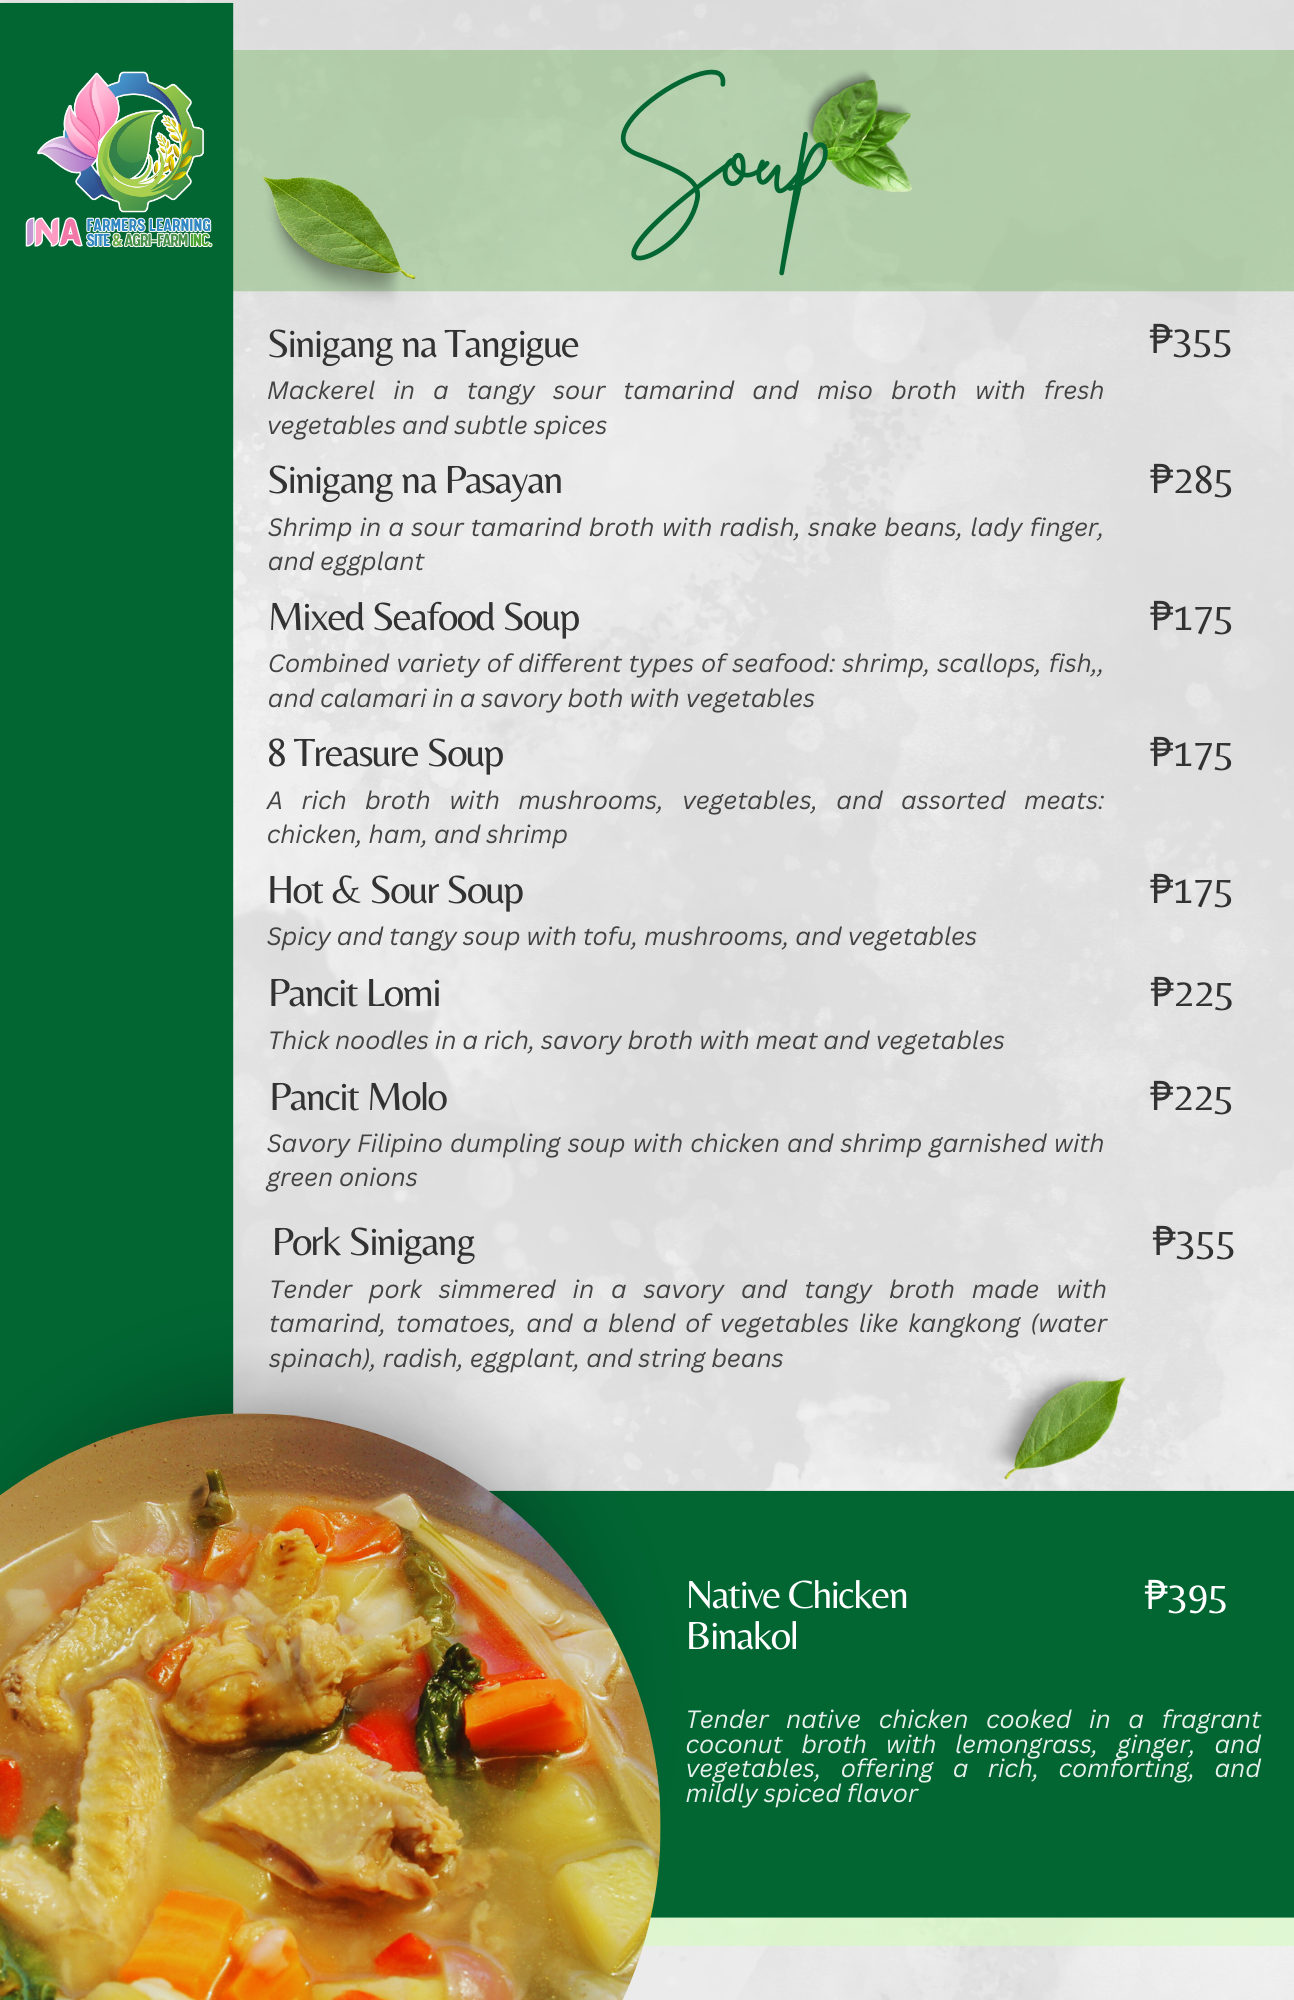 INA FARMERS LEARNING
SITE & AGRI-FARM INC.
Soup
Sinigang na Tangigue ₱355
Mackerel in a tangy sour tamarind and miso broth with fresh
vegetables and subtle spices
Sinigang na Pasayan ₱285
Shrimp in a sour tamarind broth with radish, snake beans, lady finger,
and eggplant
Mixed Seafood Soup ₱175
Combined variety of different types of seafood: shrimp, scallops, fish,,
and calamari in a savory both with vegetables
8 Treasure Soup ₱175
A rich broth with mushrooms, vegetables, and assorted meats:
chicken, ham, and shrimp
Hot & Sour Soup ₱175
Spicy and tangy soup with tofu, mushrooms, and vegetables
Pancit Lomi ₱225
Thick noodles in a rich, savory broth with meat and vegetables
Pancit Molo ₱225
Savory Filipino dumpling soup with chicken and shrimp garnished with
green onions
Pork Sinigang ₱355
Tender pork simmered in a savory and tangy broth made with
tamarind, tomatoes, and a blend of vegetables like kangkong (water
spinach), radish, eggplant, and string beans
Native Chicken ₱395
Binakol
Tender native chicken cooked in a fragrant
coconut broth with lemongrass, ginger, and
vegetables, offering a rich, comforting, and
mildly spiced flavor